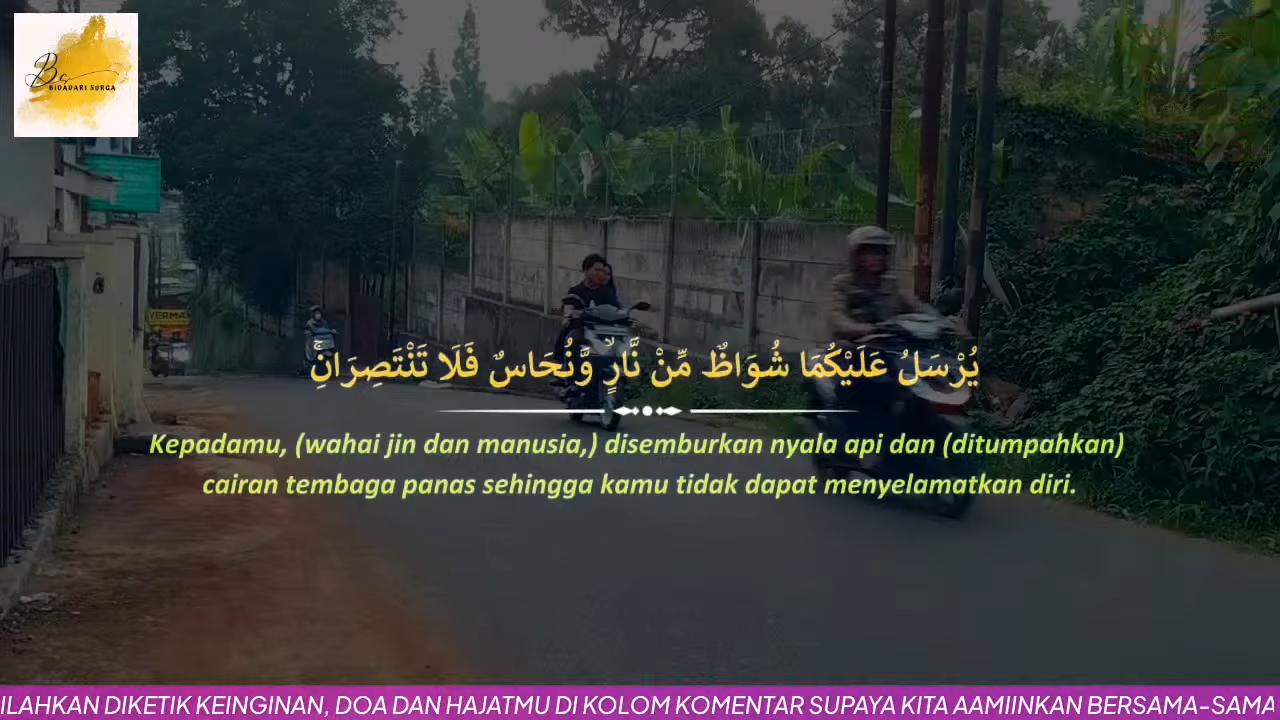 Bs
BIDADARI SURGA
YERMAN
يُرْسَلُ عَلَيْكُمَا شُوَاظٌ مِّنْ نَّارٍۙ وَّنُحَاسٌ فَلَا تَنْتَصِرَانِۚ
Kepadamu, (wahai jin dan manusia,) disemburkan nyala api dan (ditumpahkan)
cairan tembaga panas sehingga kamu tidak dapat menyelamatkan diri.
ILAHKAN DIKETIK KEINGINAN, DOA DAN HAJATMU DI KOLOM KOMENTAR SUPAYA KITA AAMIINKAN BERSAMA-SAMA